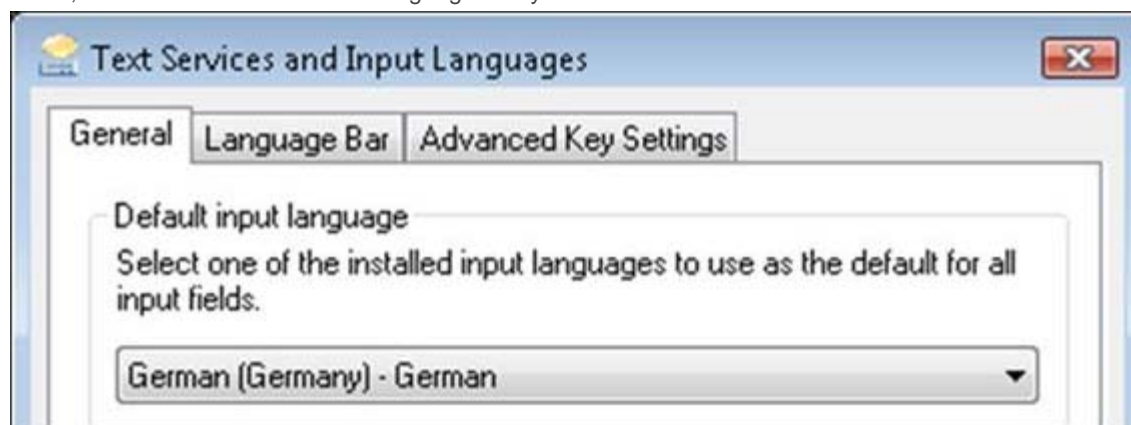 Text Services and Input Languages
General
Language Bar
Advanced Key Settings
Default input language
Select one of the installed input languages to use as the default for all
input fields.
German (Germany) - German